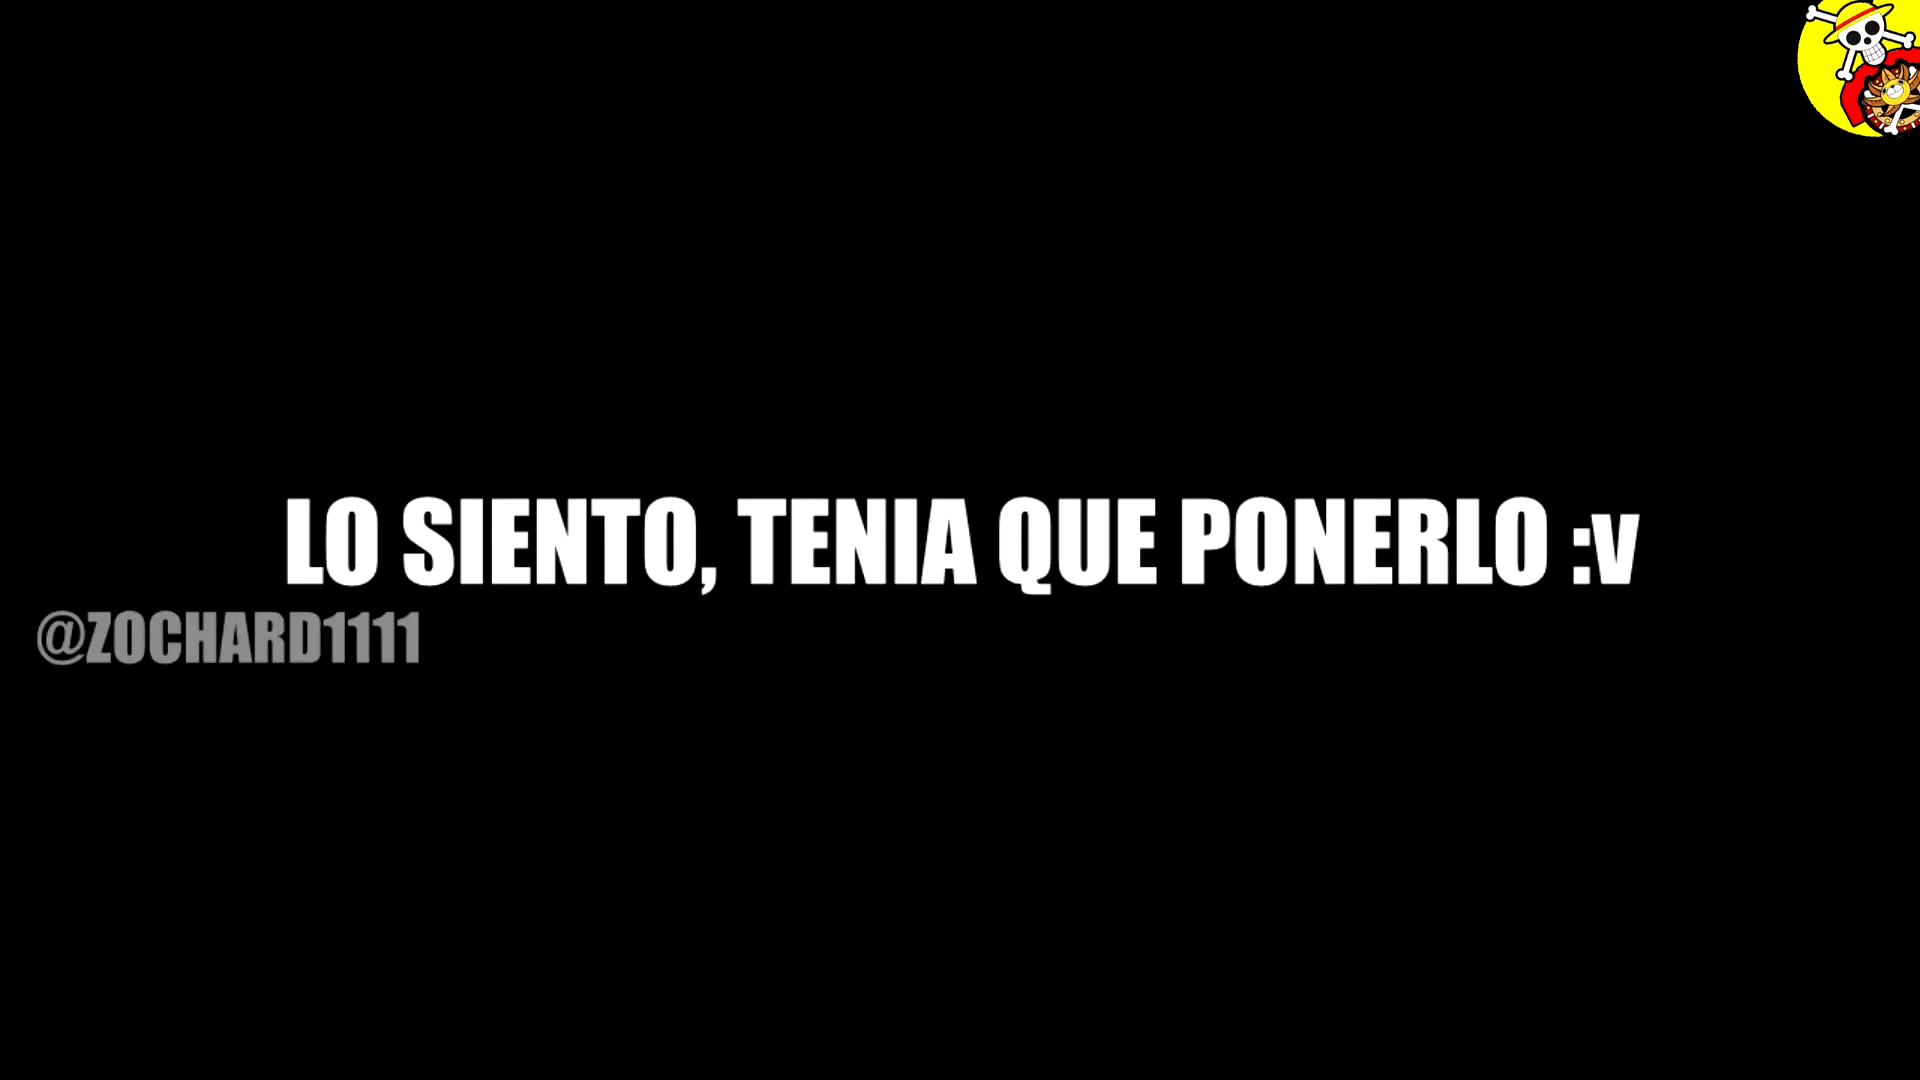 LO SIENTO, TENIA QUE PONERLO :v
@ZOCHARD1111